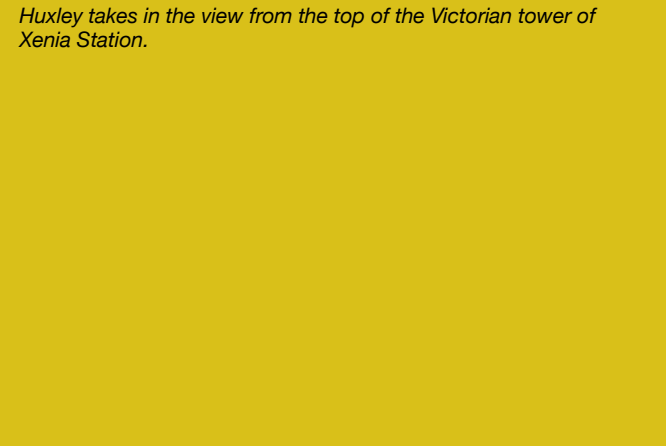 Huxley takes in the view from the top of the Victorian tower of
Xenia Station.